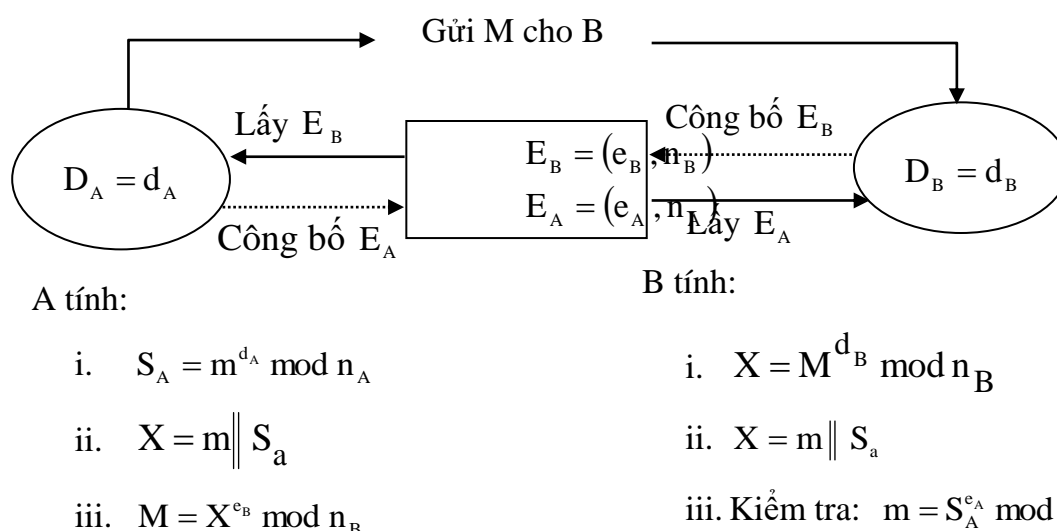 Gửi M cho B
Lấy E_B
Công bố E_B
D_A = d_A
E_B = (e_B, n_B)
E_A = (e_A, n_A)
D_B = d_B
Công bố E_A
Lấy E_A
A tính:
i. S_A = m^{d_A} mod n_A
ii. X = m‖ S_a
iii. M = X^{e_B} mod n_B
B tính:
i. X = M^{d_B} mod n_B
ii. X = m‖ S_a
iii. Kiểm tra: m = S_A^{e_A} mod